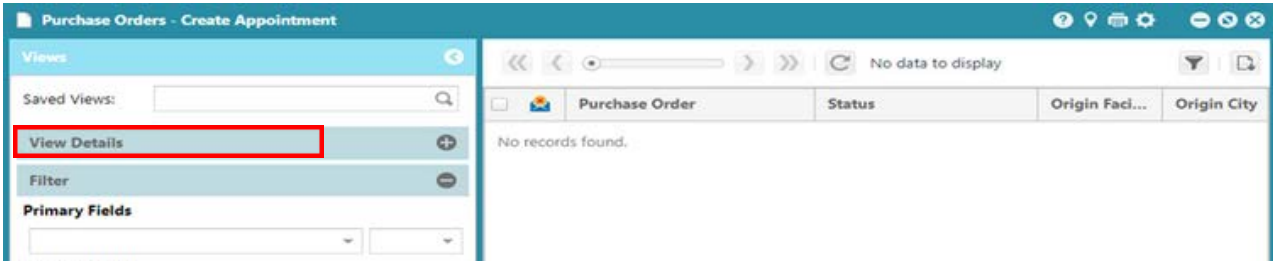 Purchase Orders - Create Appointment
Views
Saved Views:
View Details
Filter
Primary Fields
No data to display
Purchase Order Status Origin Faci... Origin City
No records found.